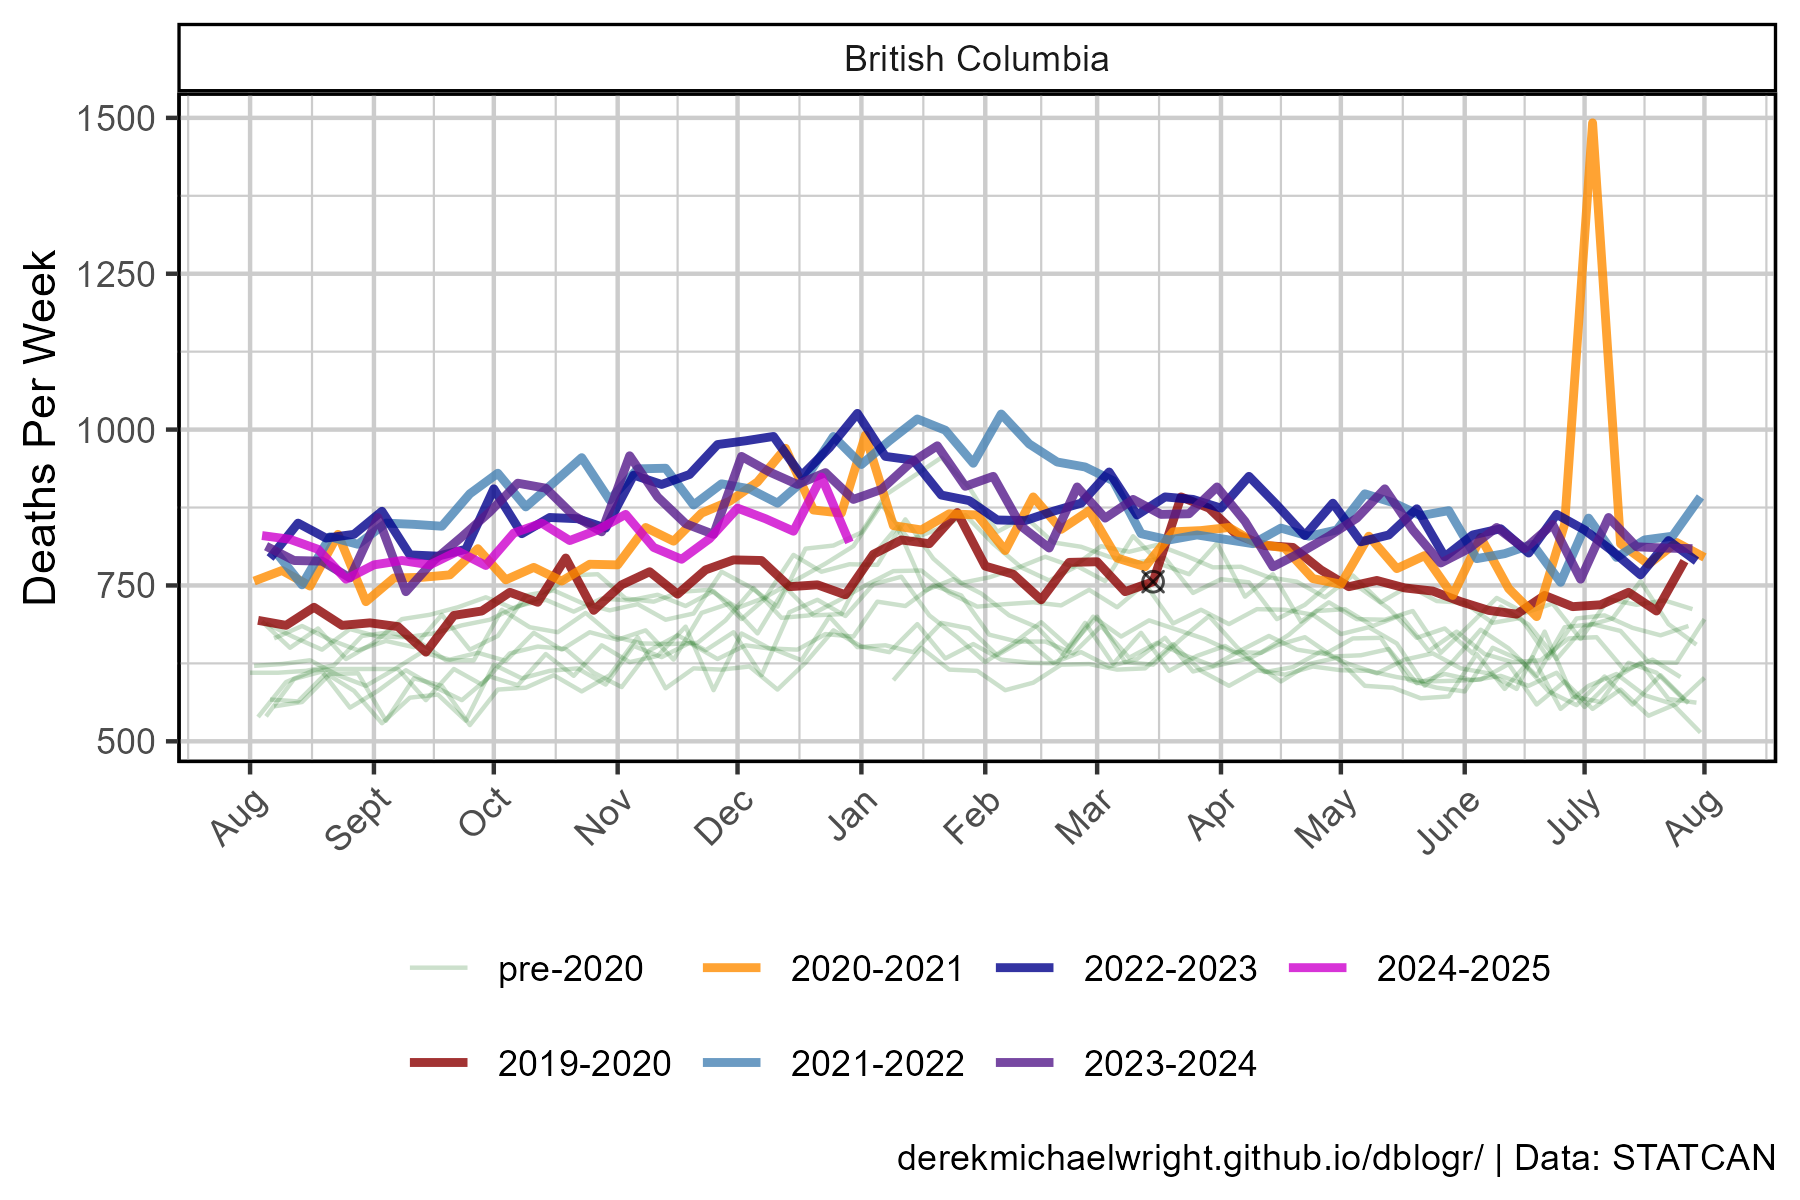 British Columbia
Deaths Per Week
1500
1250
1000
750
500
Aug Sept Oct Nov Dec Jan Feb Mar Apr May June July Aug
pre-2020 2020-2021 2022-2023 2024-2025
2019-2020 2021-2022 2023-2024
derekmichaelwright.github.io/dblogr/ | Data: STATCAN